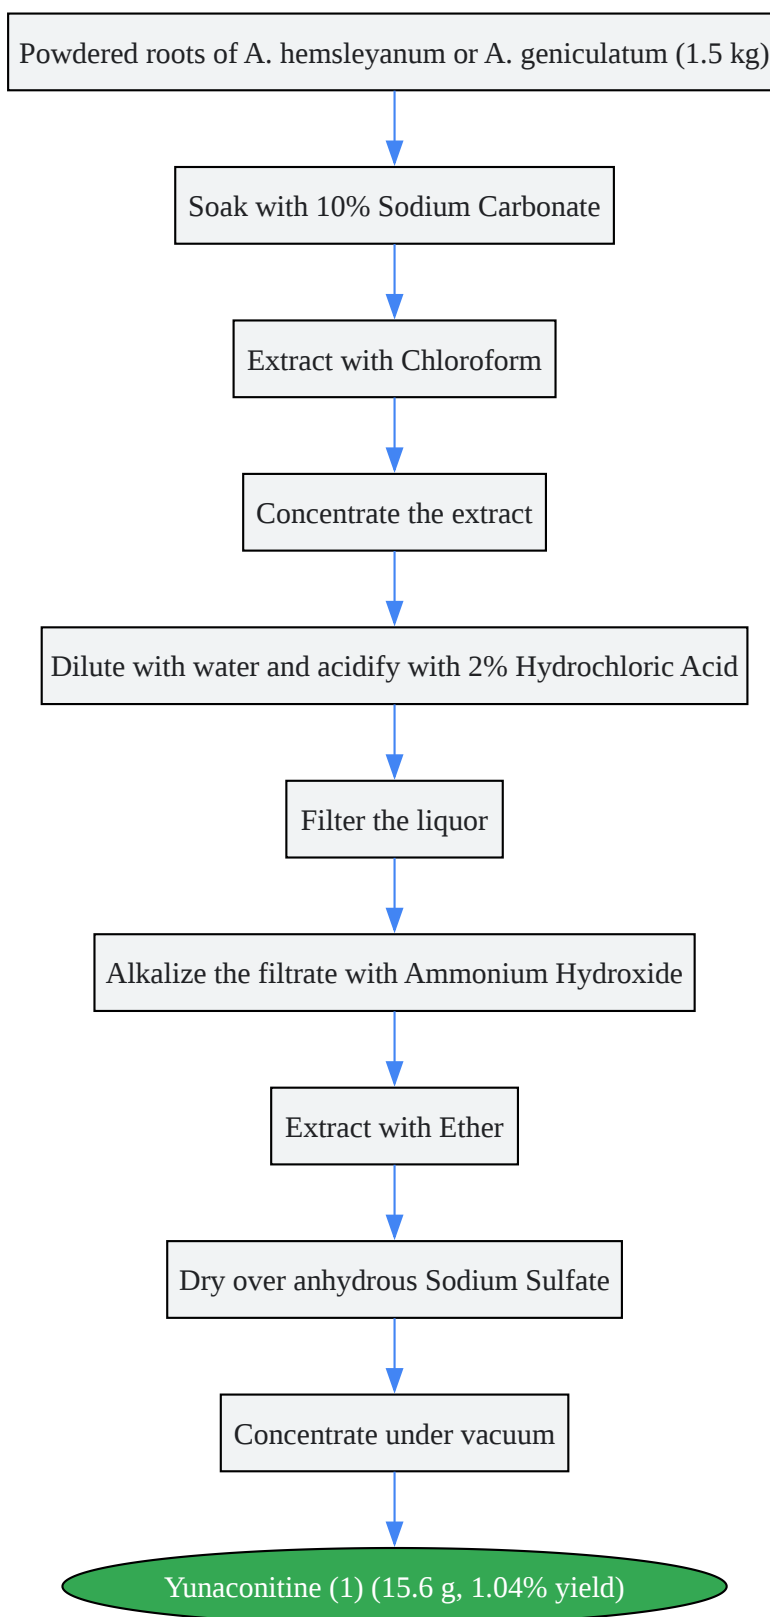 Powdered roots of A. hemsleyanum or A. geniculatum (1.5 kg)
Soak with 10% Sodium Carbonate
Extract with Chloroform
Concentrate the extract
Dilute with water and acidify with 2% Hydrochloric Acid
Filter the liquor
Alkalize the filtrate with Ammonium Hydroxide
Extract with Ether
Dry over anhydrous Sodium Sulfate
Concentrate under vacuum
Yunaconitine (1) (15.6 g, 1.04% yield)